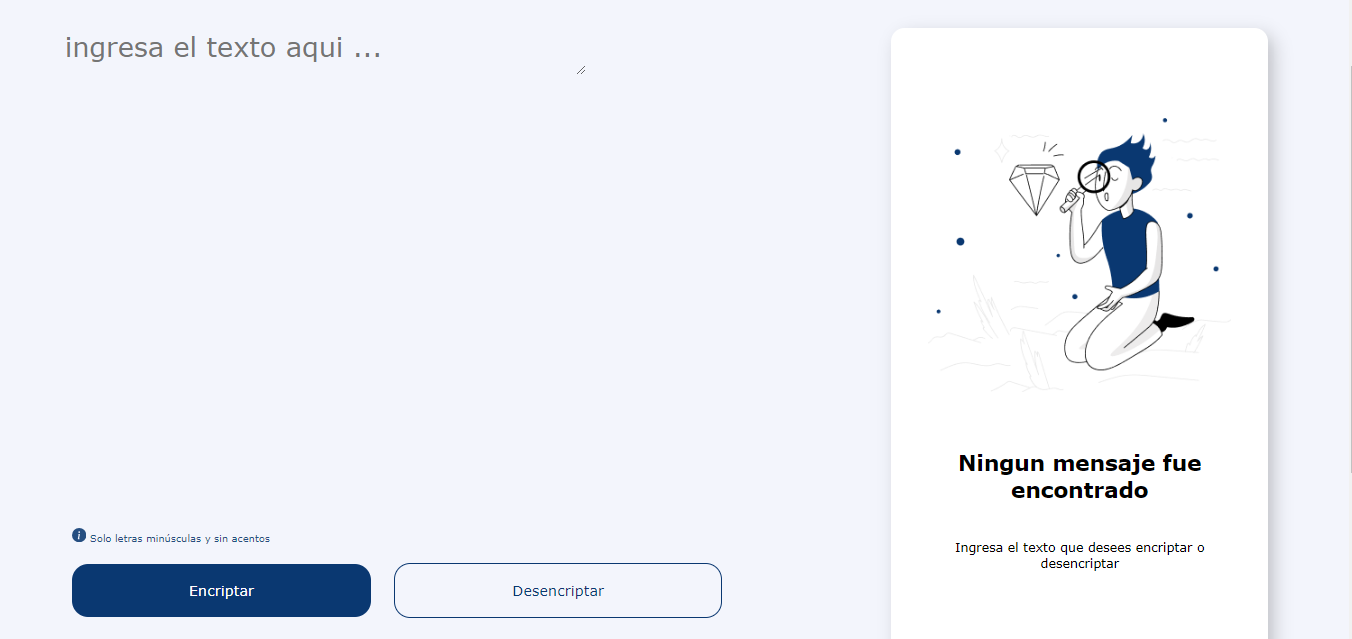 ingresa el texto aqui ...
Solo letras minúsculas y sin acentos
Encriptar
Desencriptar
Ningun mensaje fue
encontrado
Ingresa el texto que desees encriptar o
desencriptar